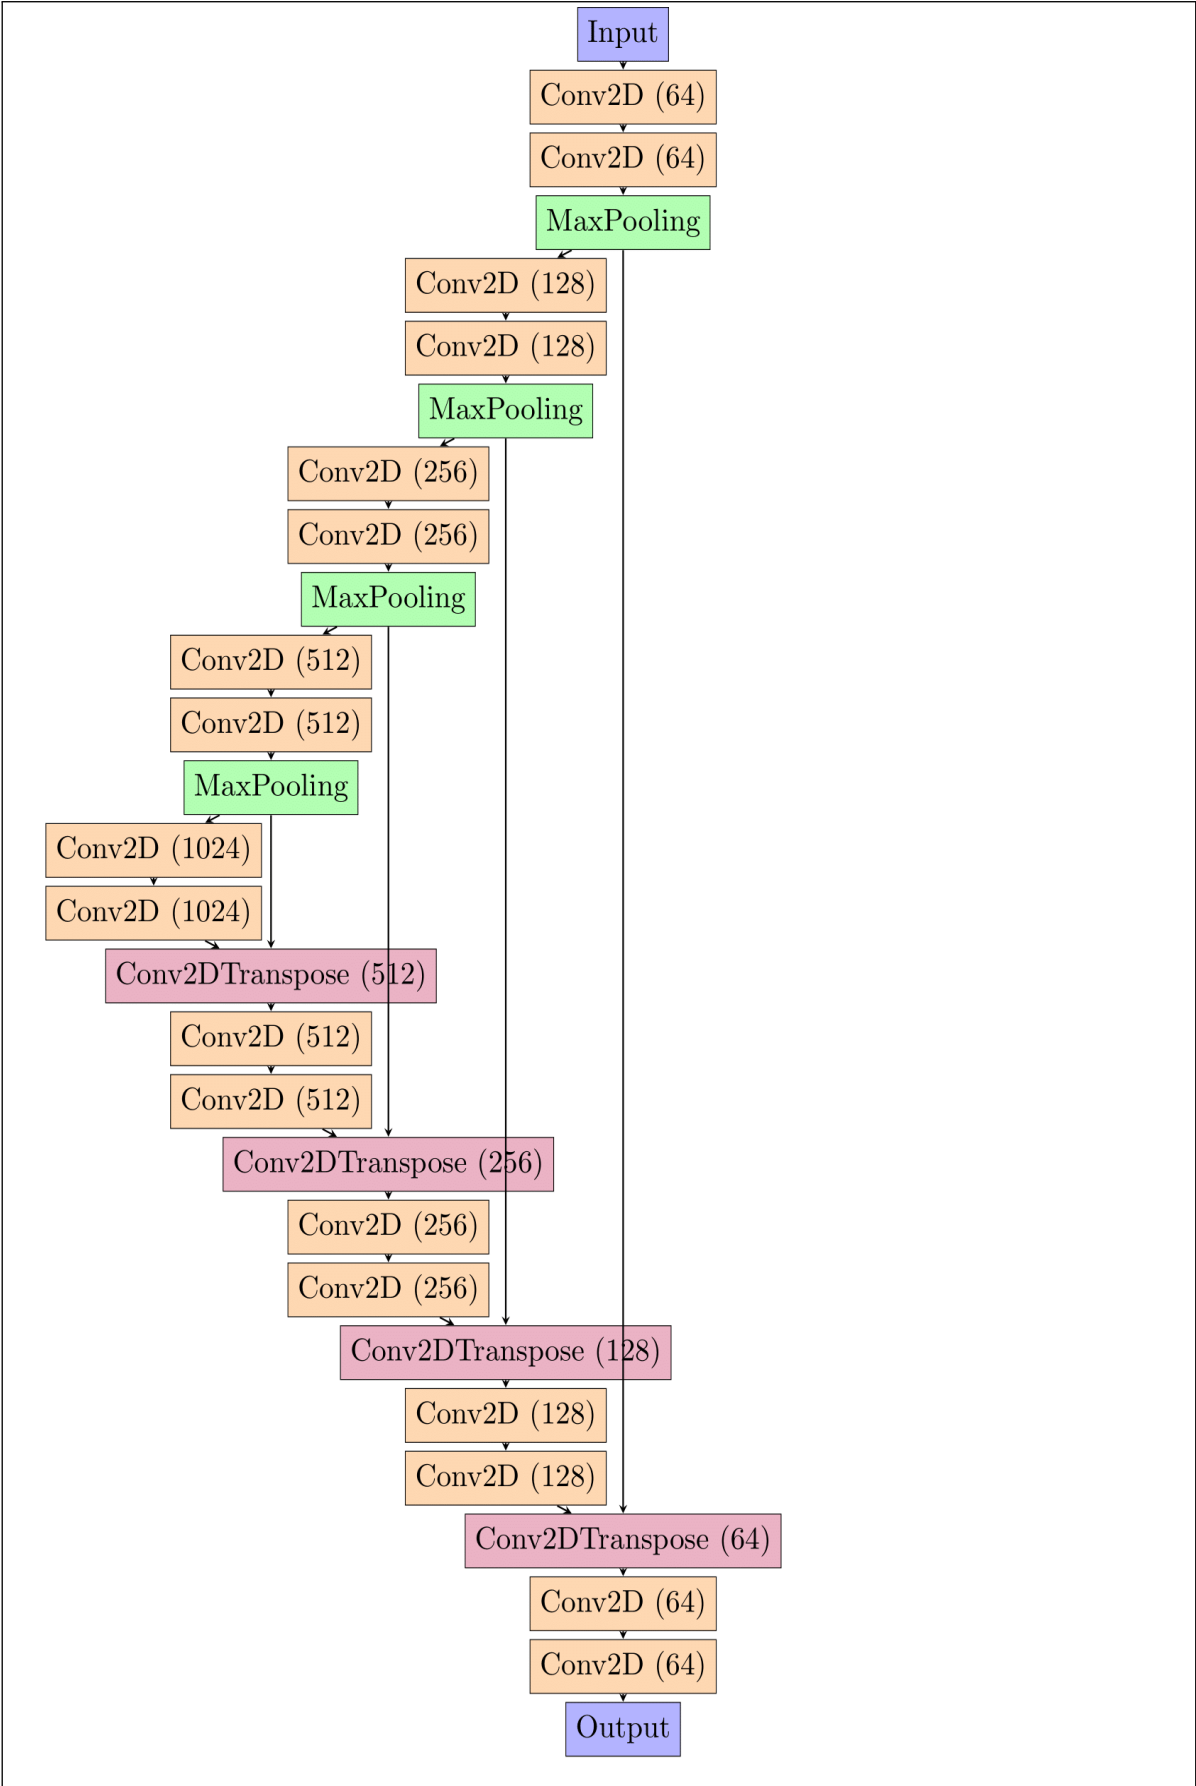 Input
Conv2D (64)
Conv2D (64)
MaxPooling
Conv2D (128)
Conv2D (128)
MaxPooling
Conv2D (256)
Conv2D (256)
MaxPooling
Conv2D (512)
Conv2D (512)
MaxPooling
Conv2D (1024)
Conv2D (1024)
Conv2DTranspose (512)
Conv2D (512)
Conv2D (512)
Conv2DTranspose (256)
Conv2D (256)
Conv2D (256)
Conv2DTranspose (128)
Conv2D (128)
Conv2D (128)
Conv2DTranspose (64)
Conv2D (64)
Conv2D (64)
Output